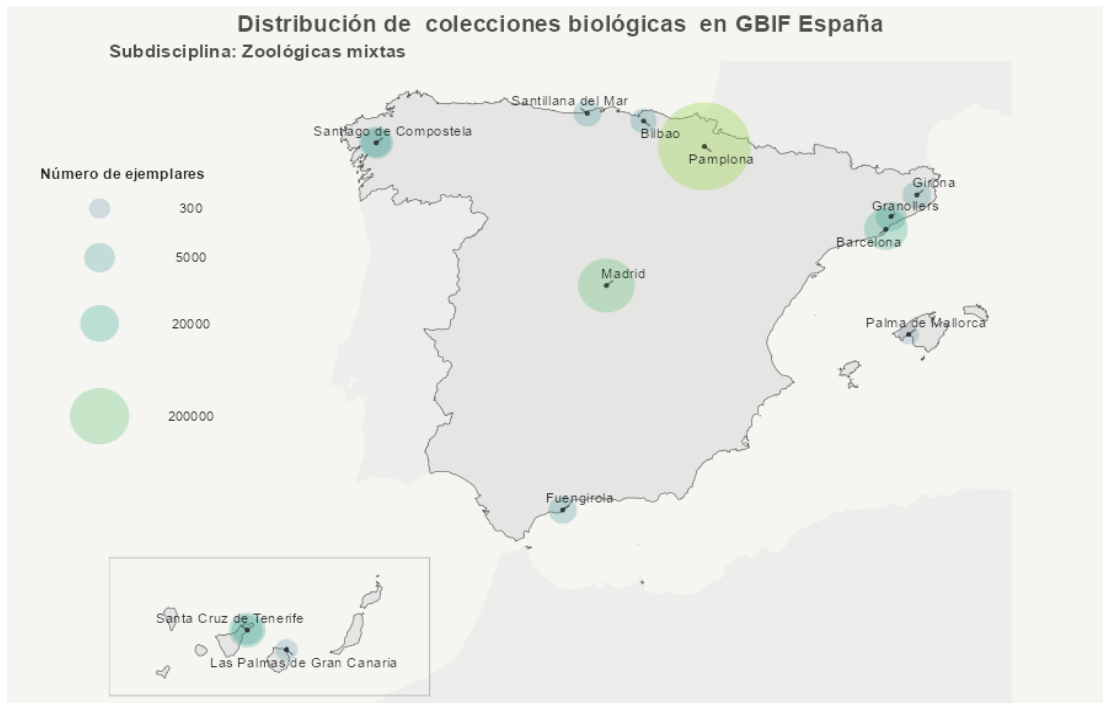 Distribución de colecciones biológicas en GBIF España
Subdisciplina: Zoológicas mixtas
Santillana del Mar
Bilbao
Santiago de Compostela
Pamplona
Número de ejemplares
Girona
300
Granollers
Barcelona
5000
Madrid
20000
Palma de Mallorca
200000
Fuengirola
Santa Cruz de Tenerife
Las Palmas de Gran Canaria